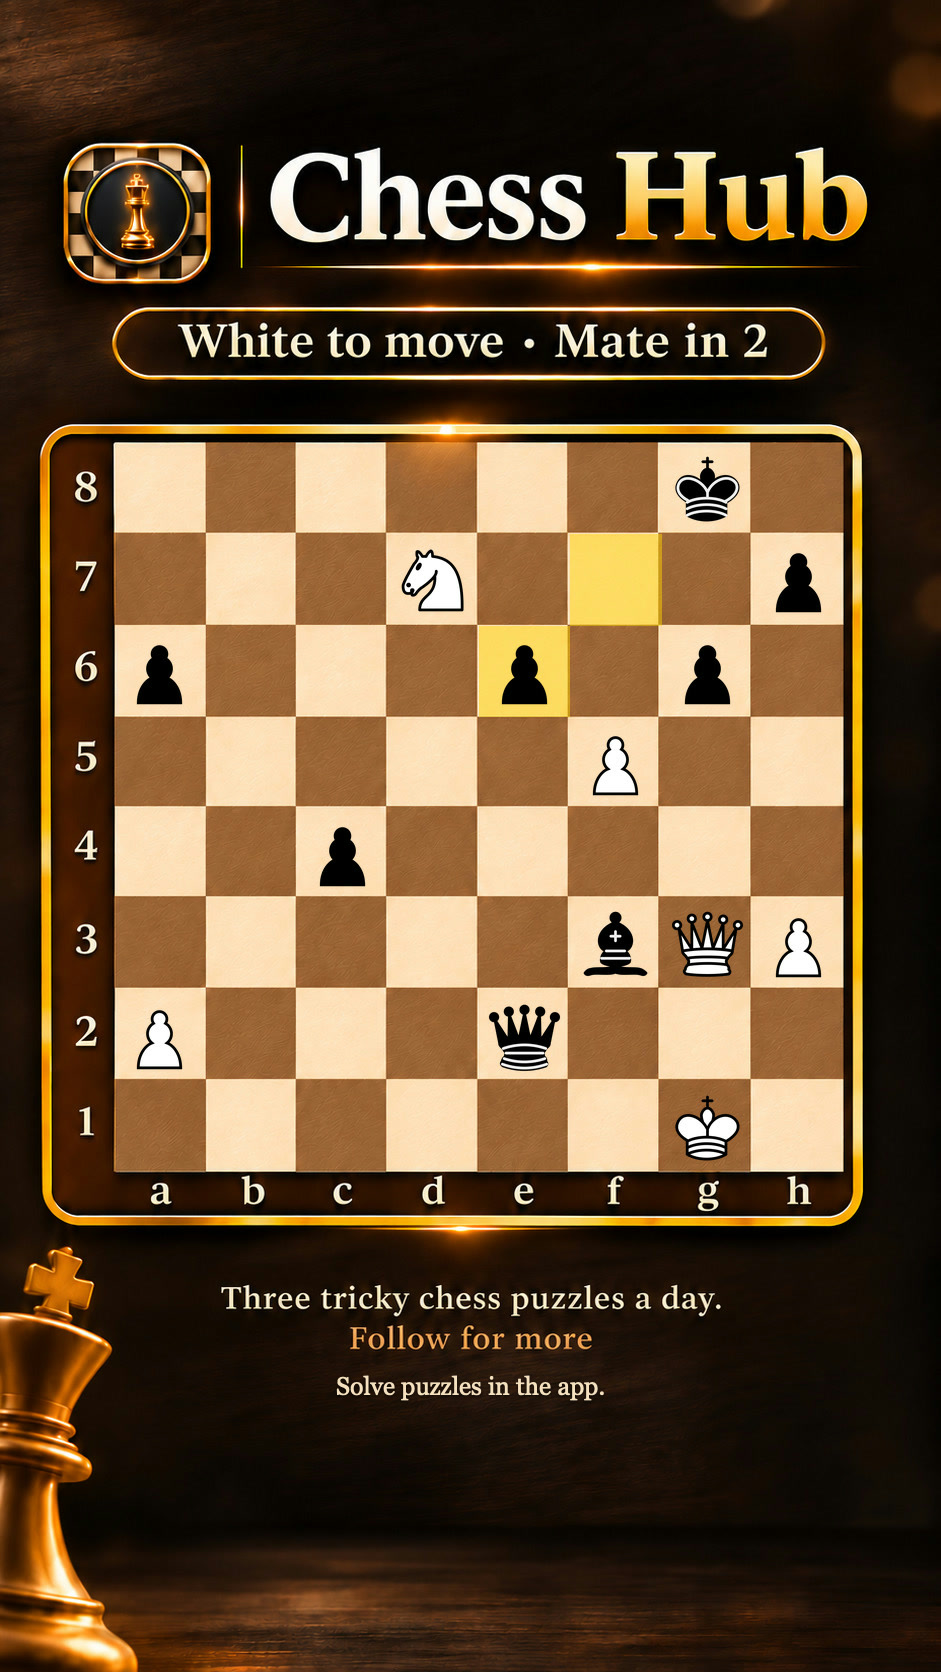 Chess Hub
White to move · Mate in 2
8
7
6
5
4
3
2
1
a b c d e f g h
Three tricky chess puzzles a day.
Follow for more
Solve puzzles in the app.